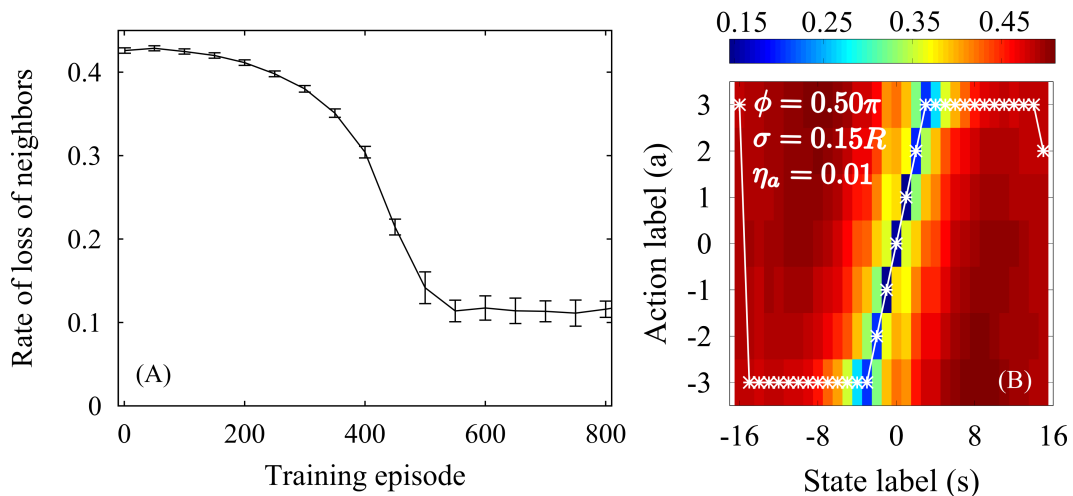 0.4
0.3
0.2
0.1
0
Rate of loss of neighbors
(A)
0 200 400 600 800
Training episode
0.15 0.25 0.35 0.45
3
2
1
0
-1
-2
-3
Action label (a)
ϕ = 0.50π
σ = 0.15R
ηa = 0.01
(B)
-16 -8 0 8 16
State label (s)